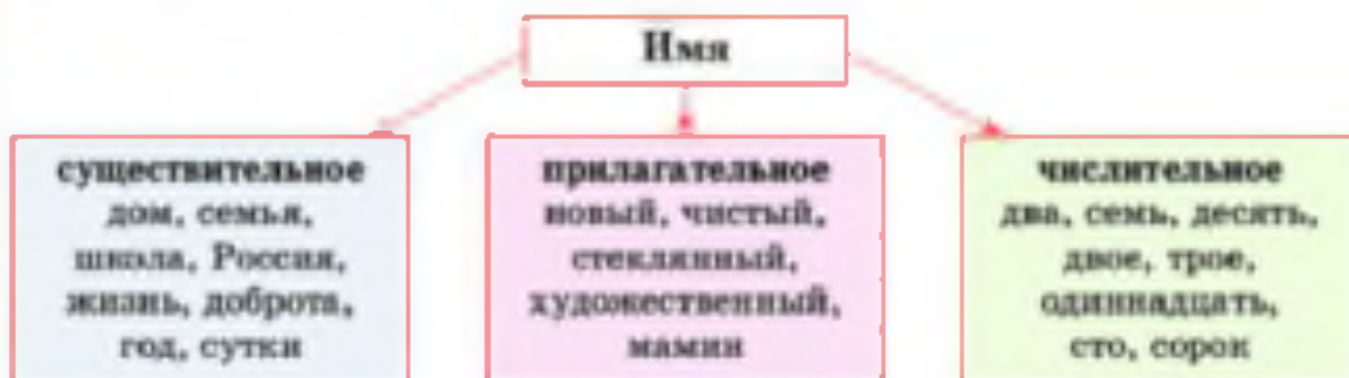 Имя
существительное
дом, семья,
школа, Россия,
жизнь, доброта,
год, сутки
прилагательное
новый, чистый,
стеклянный,
художественный,
мамин
числительное
два, семь, десять,
двое, трое,
одиннадцать,
сто, сорок